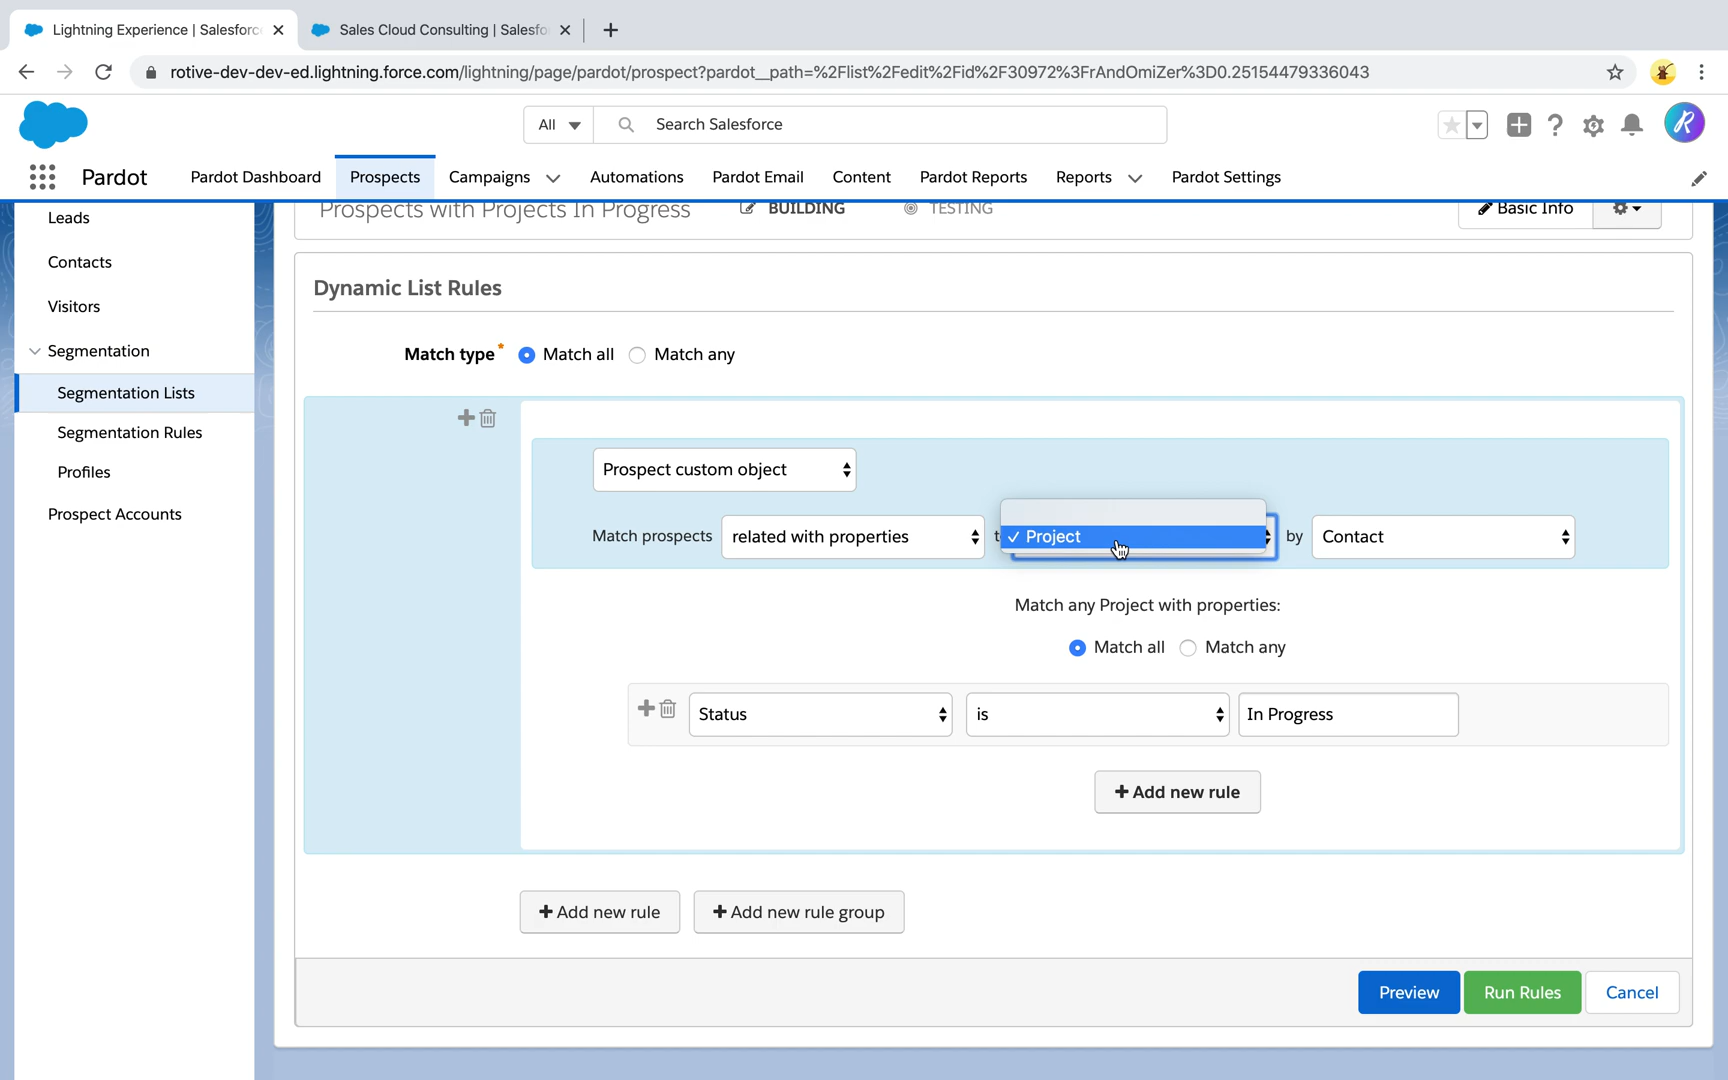 Lightning Experience | Salesforc
Sales Cloud Consulting | Salesfo
rotive-dev-dev-ed.lightning.force.com/lightning/page/pardot/prospect?pardot__path=%2Flist%2Fedit%2Fid%2F30972%3FrAndOmiZer%3D0.25154479336043
All
Search Salesforce
Pardot
Pardot Dashboard
Prospects
Campaigns
Automations
Pardot Email
Content
Pardot Reports
Reports
Pardot Settings
Leads
Contacts
Visitors
Segmentation
Segmentation Lists
Segmentation Rules
Profiles
Prospect Accounts
Prospects with Projects In Progress
BUILDING
TESTING
Basic Info
Dynamic List Rules
Match type*
Match all
Match any
Prospect custom object
Match prospects
related with properties
✓ Project
by
Contact
Match any Project with properties:
Match all
Match any
Status
is
In Progress
+ Add new rule
+ Add new rule
+ Add new rule group
Preview
Run Rules
Cancel